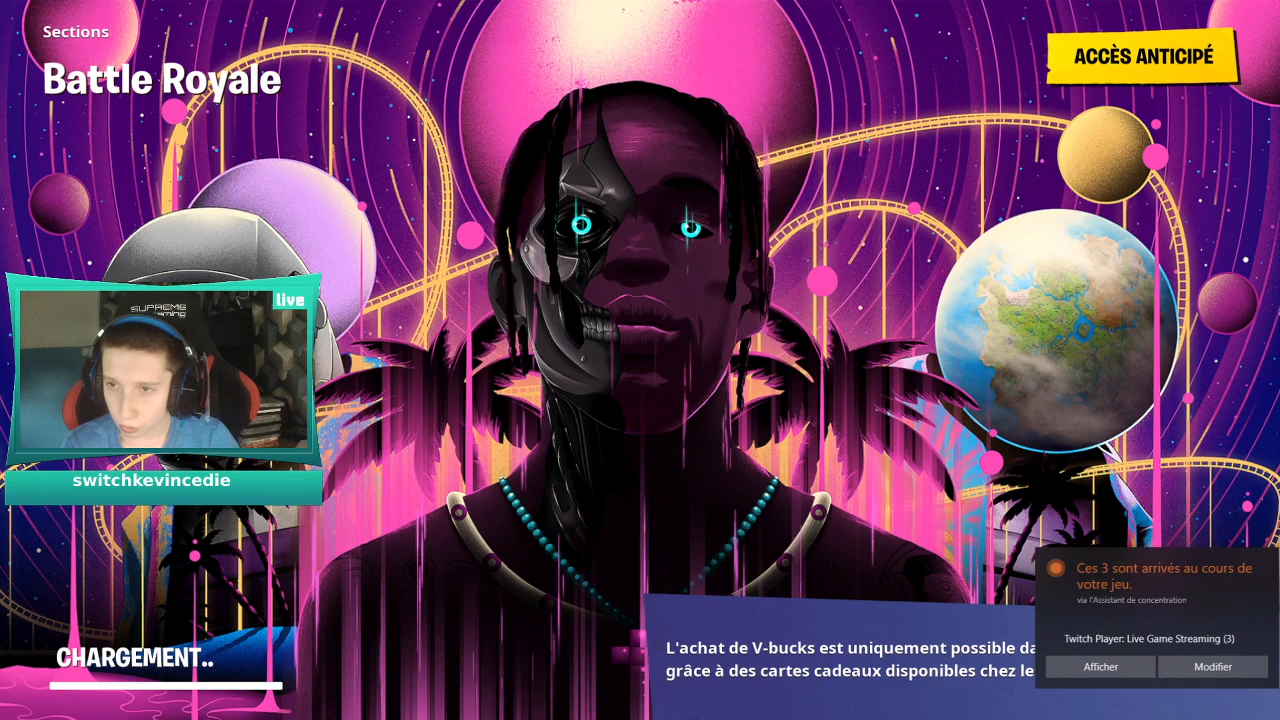 Sections
Battle Royale
ACCÈS ANTICIPÉ
SUPREME
Gaming
live
switchkevincedie
Ces 3 sont arrivés au cours de
votre jeu.
via l'Assistant de concentration
Twitch Player: Live Game Streaming (3)
Afficher
Modifier
L'achat de V-bucks est uniquement possible da
grâce à des cartes cadeaux disponibles chez le
CHARGEMENT..